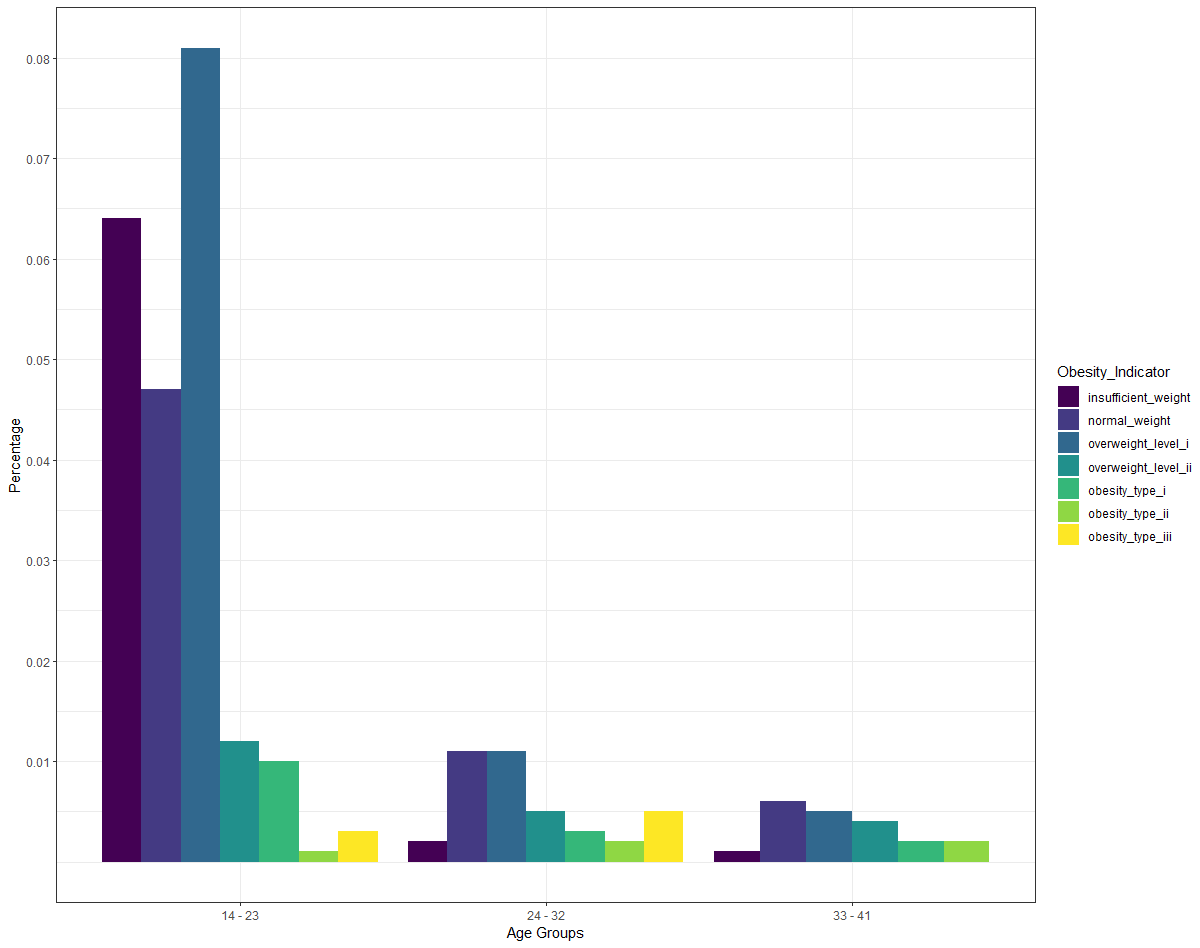 0.08
0.07
0.06
0.05
0.04
0.03
0.02
0.01
Percentage
14 - 23
24 - 32
33 - 41
Age Groups
Obesity_Indicator
insufficient_weight
normal_weight
overweight_level_i
overweight_level_ii
obesity_type_i
obesity_type_ii
obesity_type_iii